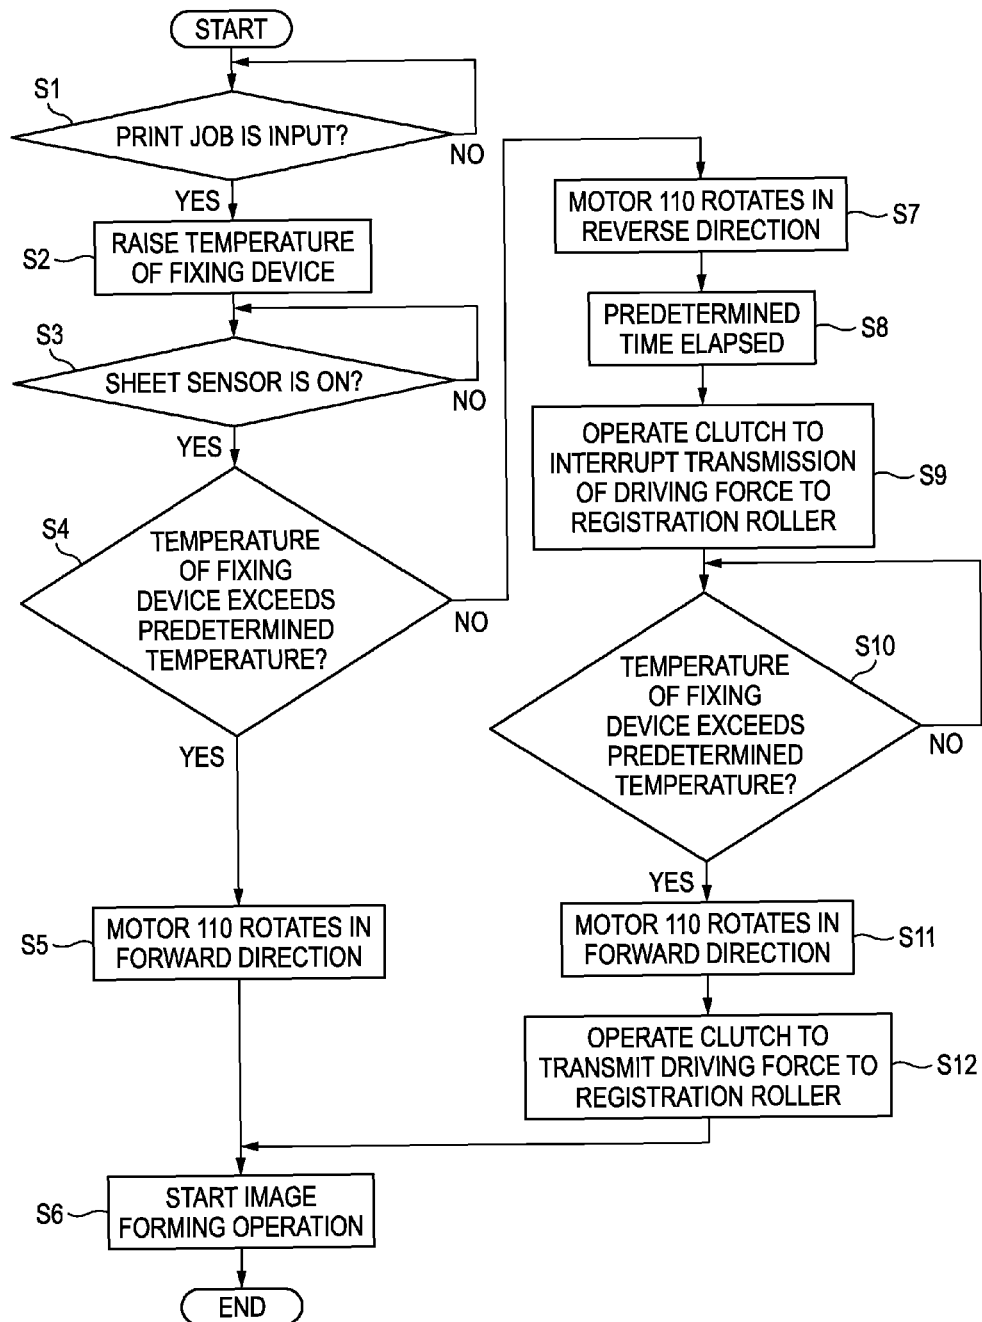 START
S1
PRINT JOB IS INPUT?
NO
YES
S2
RAISE TEMPERATURE
OF FIXING DEVICE
S3
SHEET SENSOR IS ON?
NO
YES
S4
TEMPERATURE
OF FIXING
DEVICE EXCEEDS
PREDETERMINED
TEMPERATURE?
NO
YES
S5
MOTOR 110 ROTATES IN
FORWARD DIRECTION
S6
START IMAGE
FORMING OPERATION
END
MOTOR 110 ROTATES IN
REVERSE DIRECTION
S7
PREDETERMINED
TIME ELAPSED
S8
OPERATE CLUTCH TO
INTERRUPT TRANSMISSION
OF DRIVING FORCE TO
REGISTRATION ROLLER
S9
S10
TEMPERATURE
OF FIXING
DEVICE EXCEEDS
PREDETERMINED
TEMPERATURE?
NO
YES
MOTOR 110 ROTATES IN
FORWARD DIRECTION
S11
OPERATE CLUTCH TO
TRANSMIT DRIVING FORCE TO
REGISTRATION ROLLER
S12